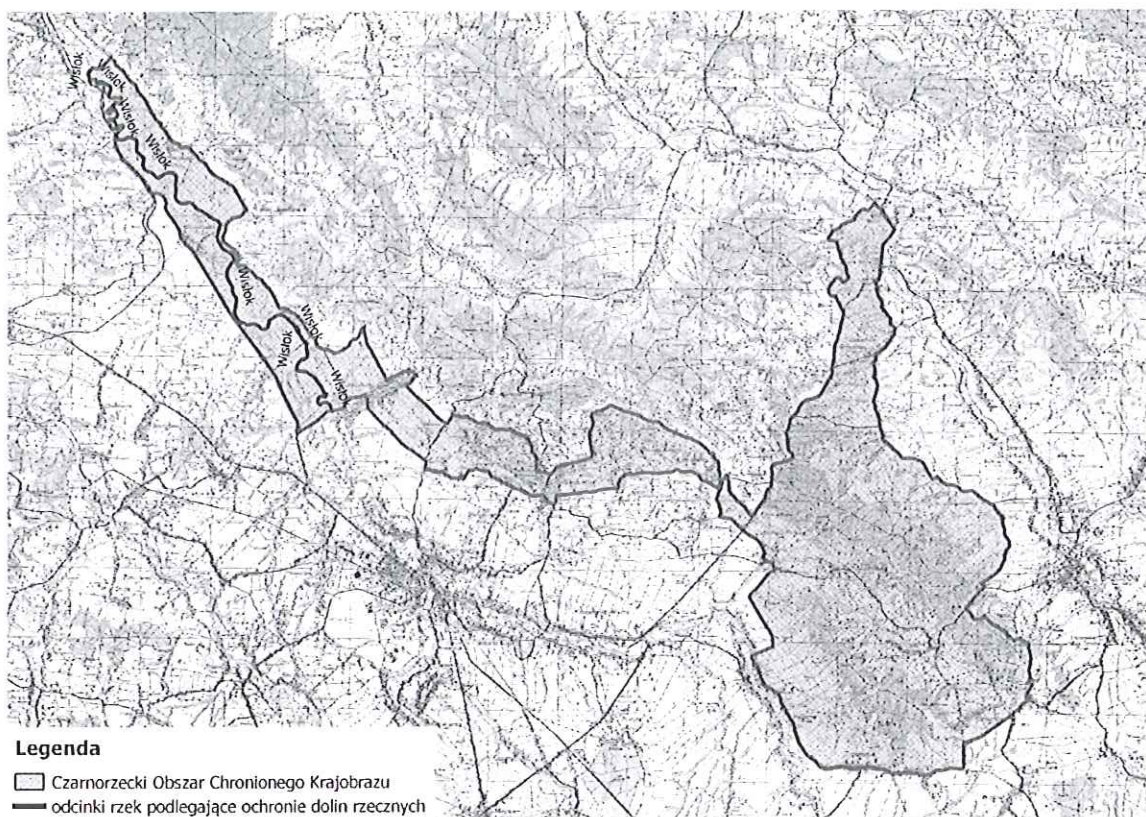 Wisłok
Wisłok
Wisłok
Wisłok
Wisłok
Wisłok
Wisłok
Wisłok
Legenda
Czarnorzecki Obszar Chronionego Krajobrazu
odcinki rzek podlegające ochronie dolin rzecznych